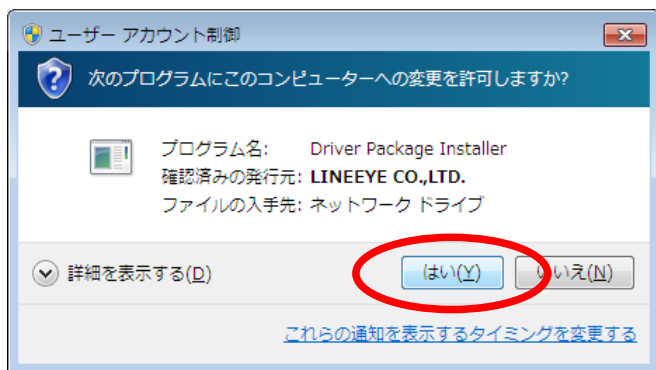 ユーザー アカウント制御
次のプログラムにこのコンピューターへの変更を許可しますか?
プログラム名: Driver Package Installer
確認済みの発行元: LINEEYE CO.,LTD.
ファイルの入手先: ネットワーク ドライブ
詳細を表示する(D) はい(Y) いいえ(N)
これらの通知を表示するタイミングを変更する